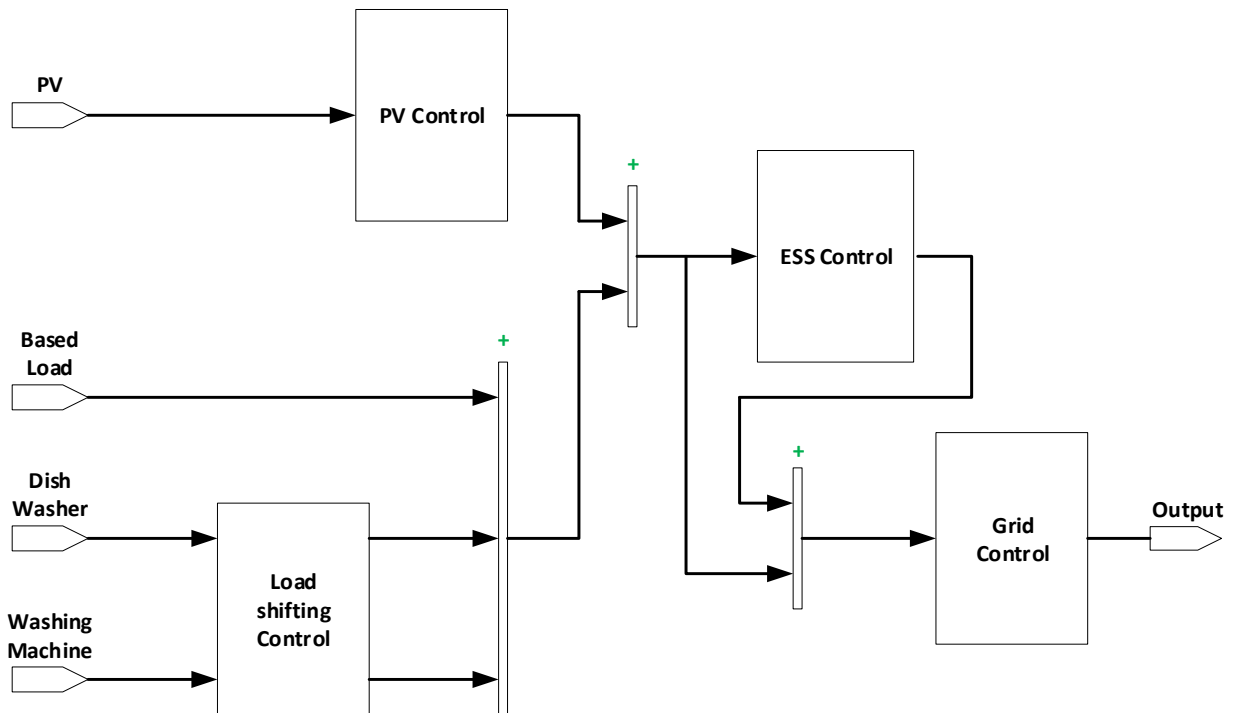 PV
PV Control
+
ESS Control
Based
Load
+
Dish
Washer
+
Output
Grid
Control
Load
shifting
Control
Washing
Machine